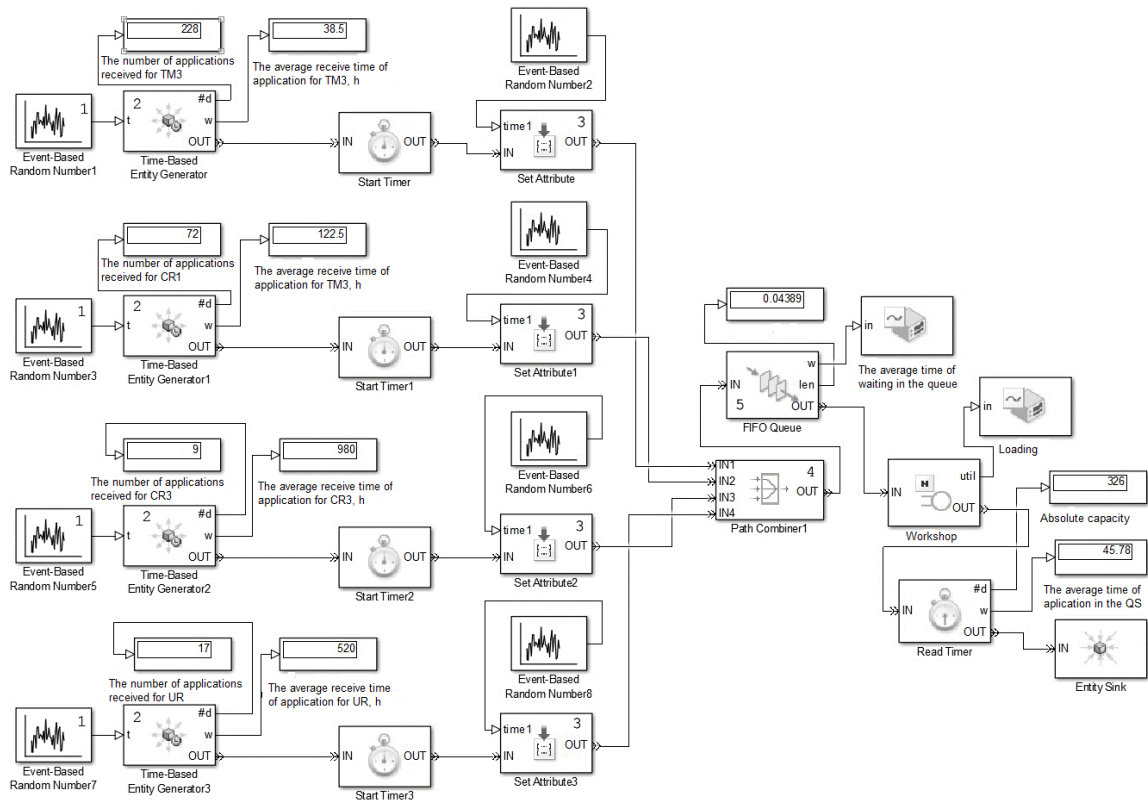 228
38.5
The number of applications
received for TM3
The average receive time of
application for TM3, h
1
t
2
#d
w
OUT
Event-Based
Random Number1
Time-Based
Entity Generator
IN
OUT
Start Timer
Event-Based
Random Number2
time1
IN
3
OUT
Set Attribute
72
122.5
The number of applications
received for CR1
The average receive time of
application for TM3, h
1
t
2
#d
w
OUT
Event-Based
Random Number3
Time-Based
Entity Generator1
IN
OUT
Start Timer1
Event-Based
Random Number4
time1
IN
3
OUT
Set Attribute1
9
980
The number of applications
received for CR3
The average receive time of
application for CR3, h
1
t
2
#d
w
OUT
Event-Based
Random Number5
Time-Based
Entity Generator2
IN
OUT
Start Timer2
Event-Based
Random Number6
time1
IN
3
OUT
Set Attribute2
17
520
The number of applications
received for UR
The average receive time
of application for UR, h
1
t
2
#d
w
OUT
Event-Based
Random Number7
Time-Based
Entity Generator3
IN
OUT
Start Timer3
Event-Based
Random Number8
time1
IN
3
OUT
Set Attribute3
IN1
IN2
IN3
IN4
4
OUT
Path Combiner1
0.04389
IN
5
w
len
OUT
FIFO Queue
in
The average time of
waiting in the queue
in
Loading
IN
N
util
OUT
Workshop
326
Absolute capacity
45.78
The average time of
aplication in the QS
IN
#d
w
OUT
Read Timer
IN
Entity Sink